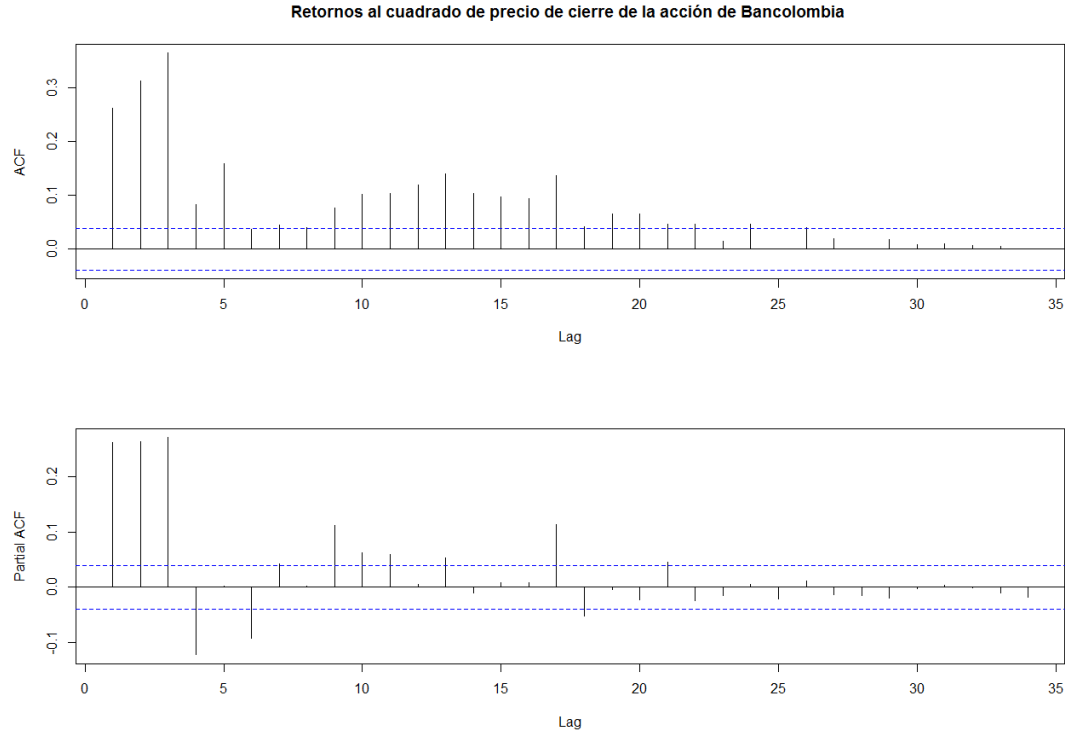 Retornos al cuadrado de precio de cierre de la acción de Bancolombia
ACF
0.0 0.1 0.2 0.3
0 5 10 15 20 25 30 35
Lag
Partial ACF
-0.1 0.0 0.1 0.2
0 5 10 15 20 25 30 35
Lag